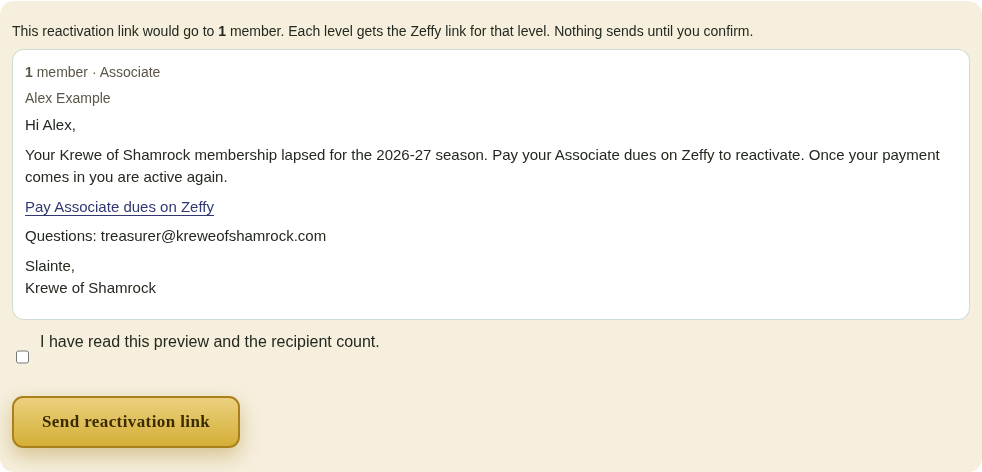 This reactivation link would go to 1 member. Each level gets the Zeffy link for that level. Nothing sends until you confirm.
1 member · Associate
Alex Example
Hi Alex,
Your Krewe of Shamrock membership lapsed for the 2026-27 season. Pay your Associate dues on Zeffy to reactivate. Once your payment
comes in you are active again.
Pay Associate dues on Zeffy
Questions: treasurer@kreweofshamrock.com
Slainte,
Krewe of Shamrock
I have read this preview and the recipient count.
Send reactivation link